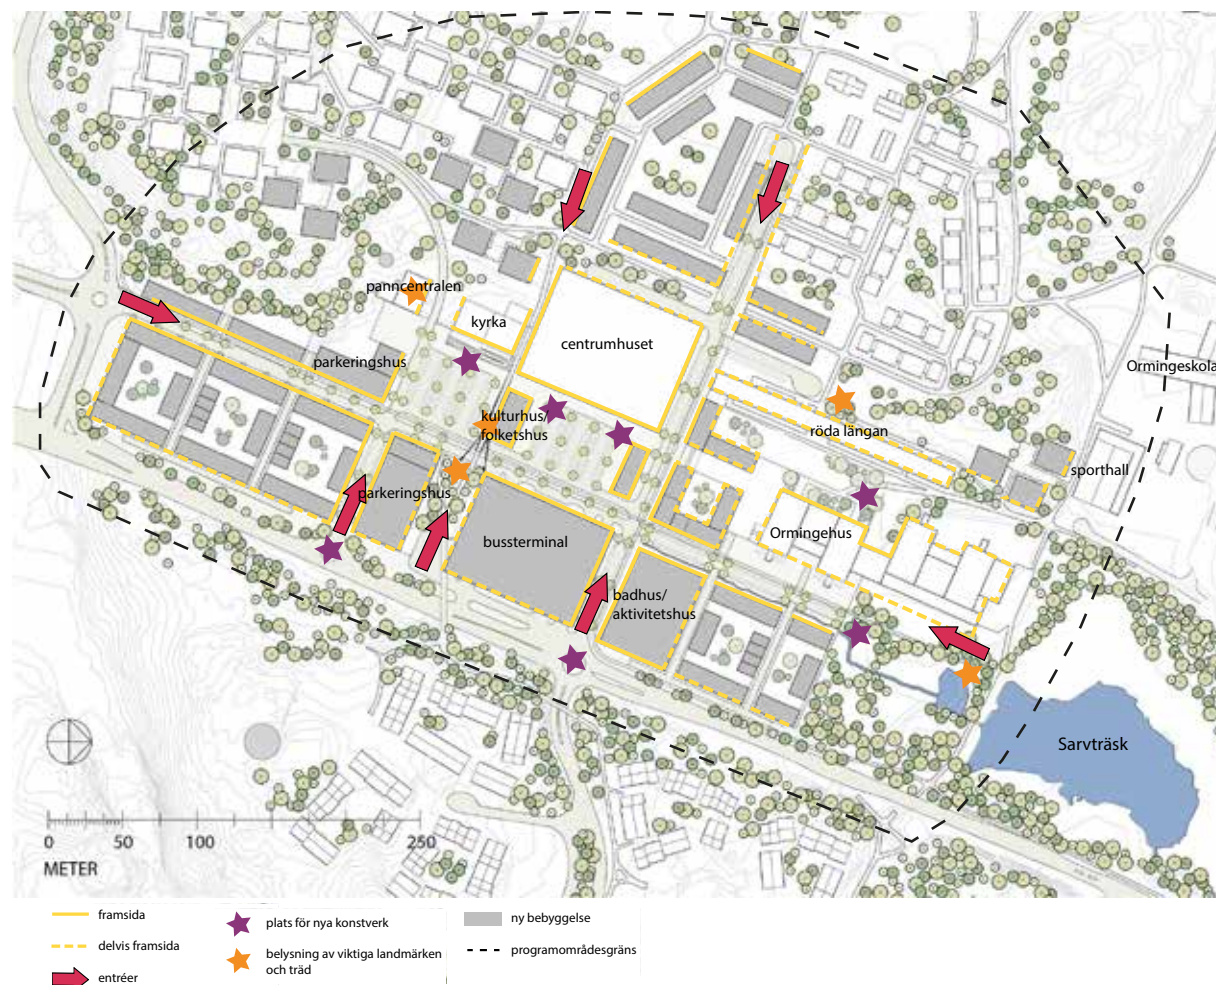 panncentralen
kyrka
centrumhuset
parkeringshus
Ormingeskola
kulturhus/
folketshus
röda längan
sporthall
parkeringshus
Ormingehus
bussterminal
badhus/
aktivitetshus
Sarvträsk
0 50 100 250
METER
framsida
delvis framsida
entréer
plats för nya konstverk
belysning av viktiga landmärken
och träd
ny bebyggelse
programområdesgräns